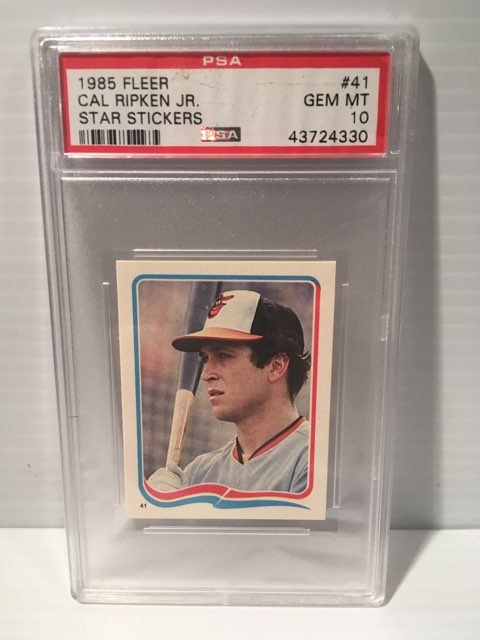 PSA
1985 FLEER #41
CAL RIPKEN JR. GEM MT
STAR STICKERS 10
PSA 43724330
41